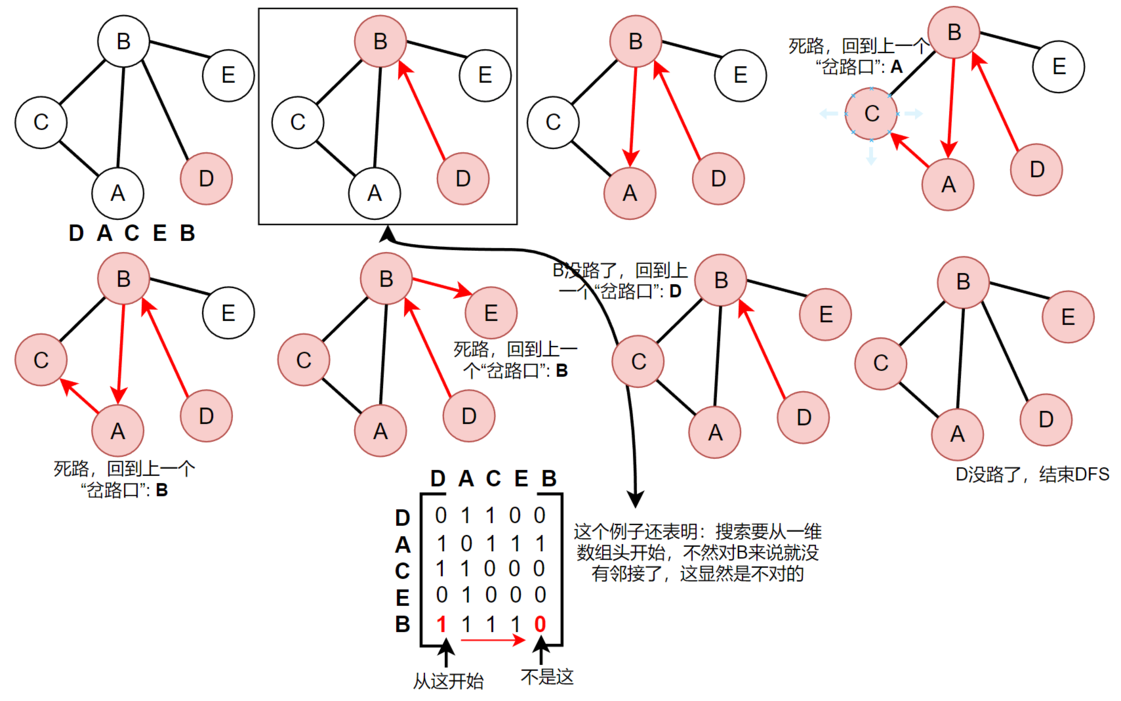 B
E
C
A
D
D A C E B
B
E
C
A
D
B
E
C
A
D
死路，回到上一个
“岔路口”: A
B
E
C
A
D
B
E
C
A
D
死路，回到上一个
“岔路口”: B
B
E
C
A
D
死路，回到上一
个“岔路口”: B
B没路了，回到上
一个“岔路口”: D
B
E
C
A
D
B
E
C
A
D
D没路了，结束DFS
D A C E B
D 0 1 1 0 0
A 1 0 1 1 1
C 1 1 0 0 0
E 0 1 0 0 0
B 1 1 1 1 0
从这开始
不是这
这个例子还表明：搜索要从一维
数组头开始，不然对B来说就没
有邻接了，这显然是不对的